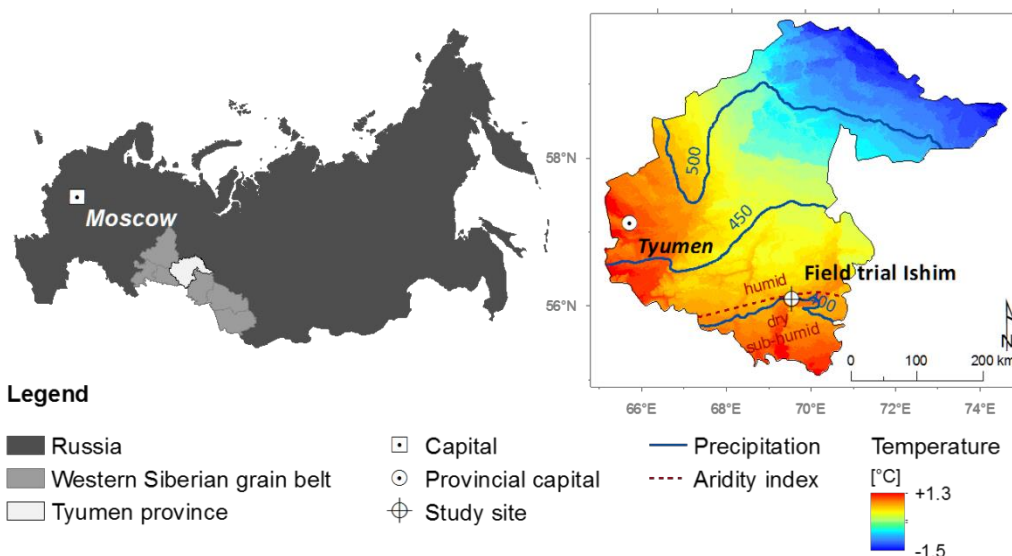 Moscow
58°N
56°N
500
450
Tyumen
Field trial Ishim
humid
400
dry
sub-humid
N
0 100 200 km
66°E 68°E 70°E 72°E 74°E
Legend
Russia
Western Siberian grain belt
Tyumen province
Capital
Provincial capital
Study site
Precipitation
Aridity index
Temperature
[°C]
+1.3
-1.5